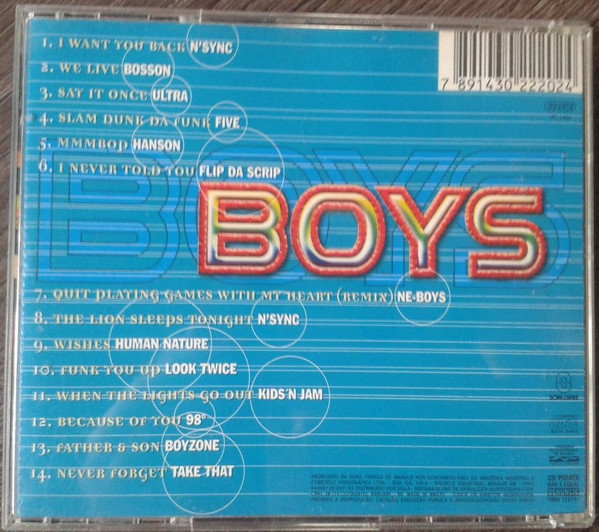 1. I WANT YOU BACK N'SYNC
2. WE LIVE BOSSON
3. SAT IT ONCE ULTRA
4. SLAM DUNK DA FUNK FIVE
5. MMMBOP HANSON
6. I NEVER TOLD YOU FLIP DA SCRIP
7 891430 222024
BOYS
BOYS
7. QUIT PLAYING GAMES WITH MY HEART (REMIX) NE-BOYS
8. THE LION SLEEPS TONIGHT N'SYNC
9. WISHES HUMAN NATURE
10. FUNK YOU UP LOOK TWICE
11. WHEN THE LIGHTS GO OUT KIDS'N JAM
12. BECAUSE OF YOU 98°
13. FATHER & SON BOYZONE
14. NEVER FORGET TAKE THAT
SOM LIVRE